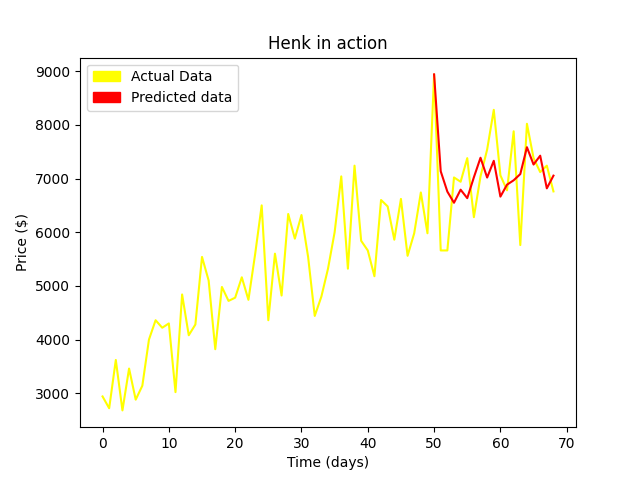 Henk in action
Actual Data
Predicted data
9000
8000
7000
6000
5000
4000
3000
Price ($)
0 10 20 30 40 50 60 70
Time (days)